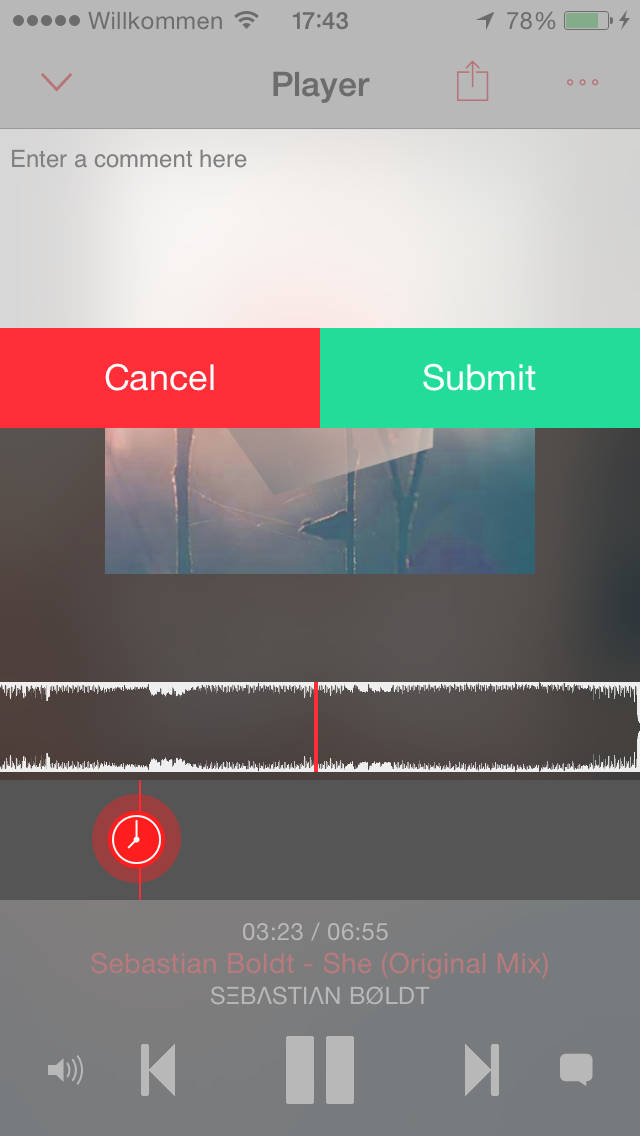 Willkommen 17:43 78%
Player
Enter a comment here
Cancel Submit
03:23 / 06:55
Sebastian Boldt - She (Original Mix)
SΞBΛSTIΛN BØLDT